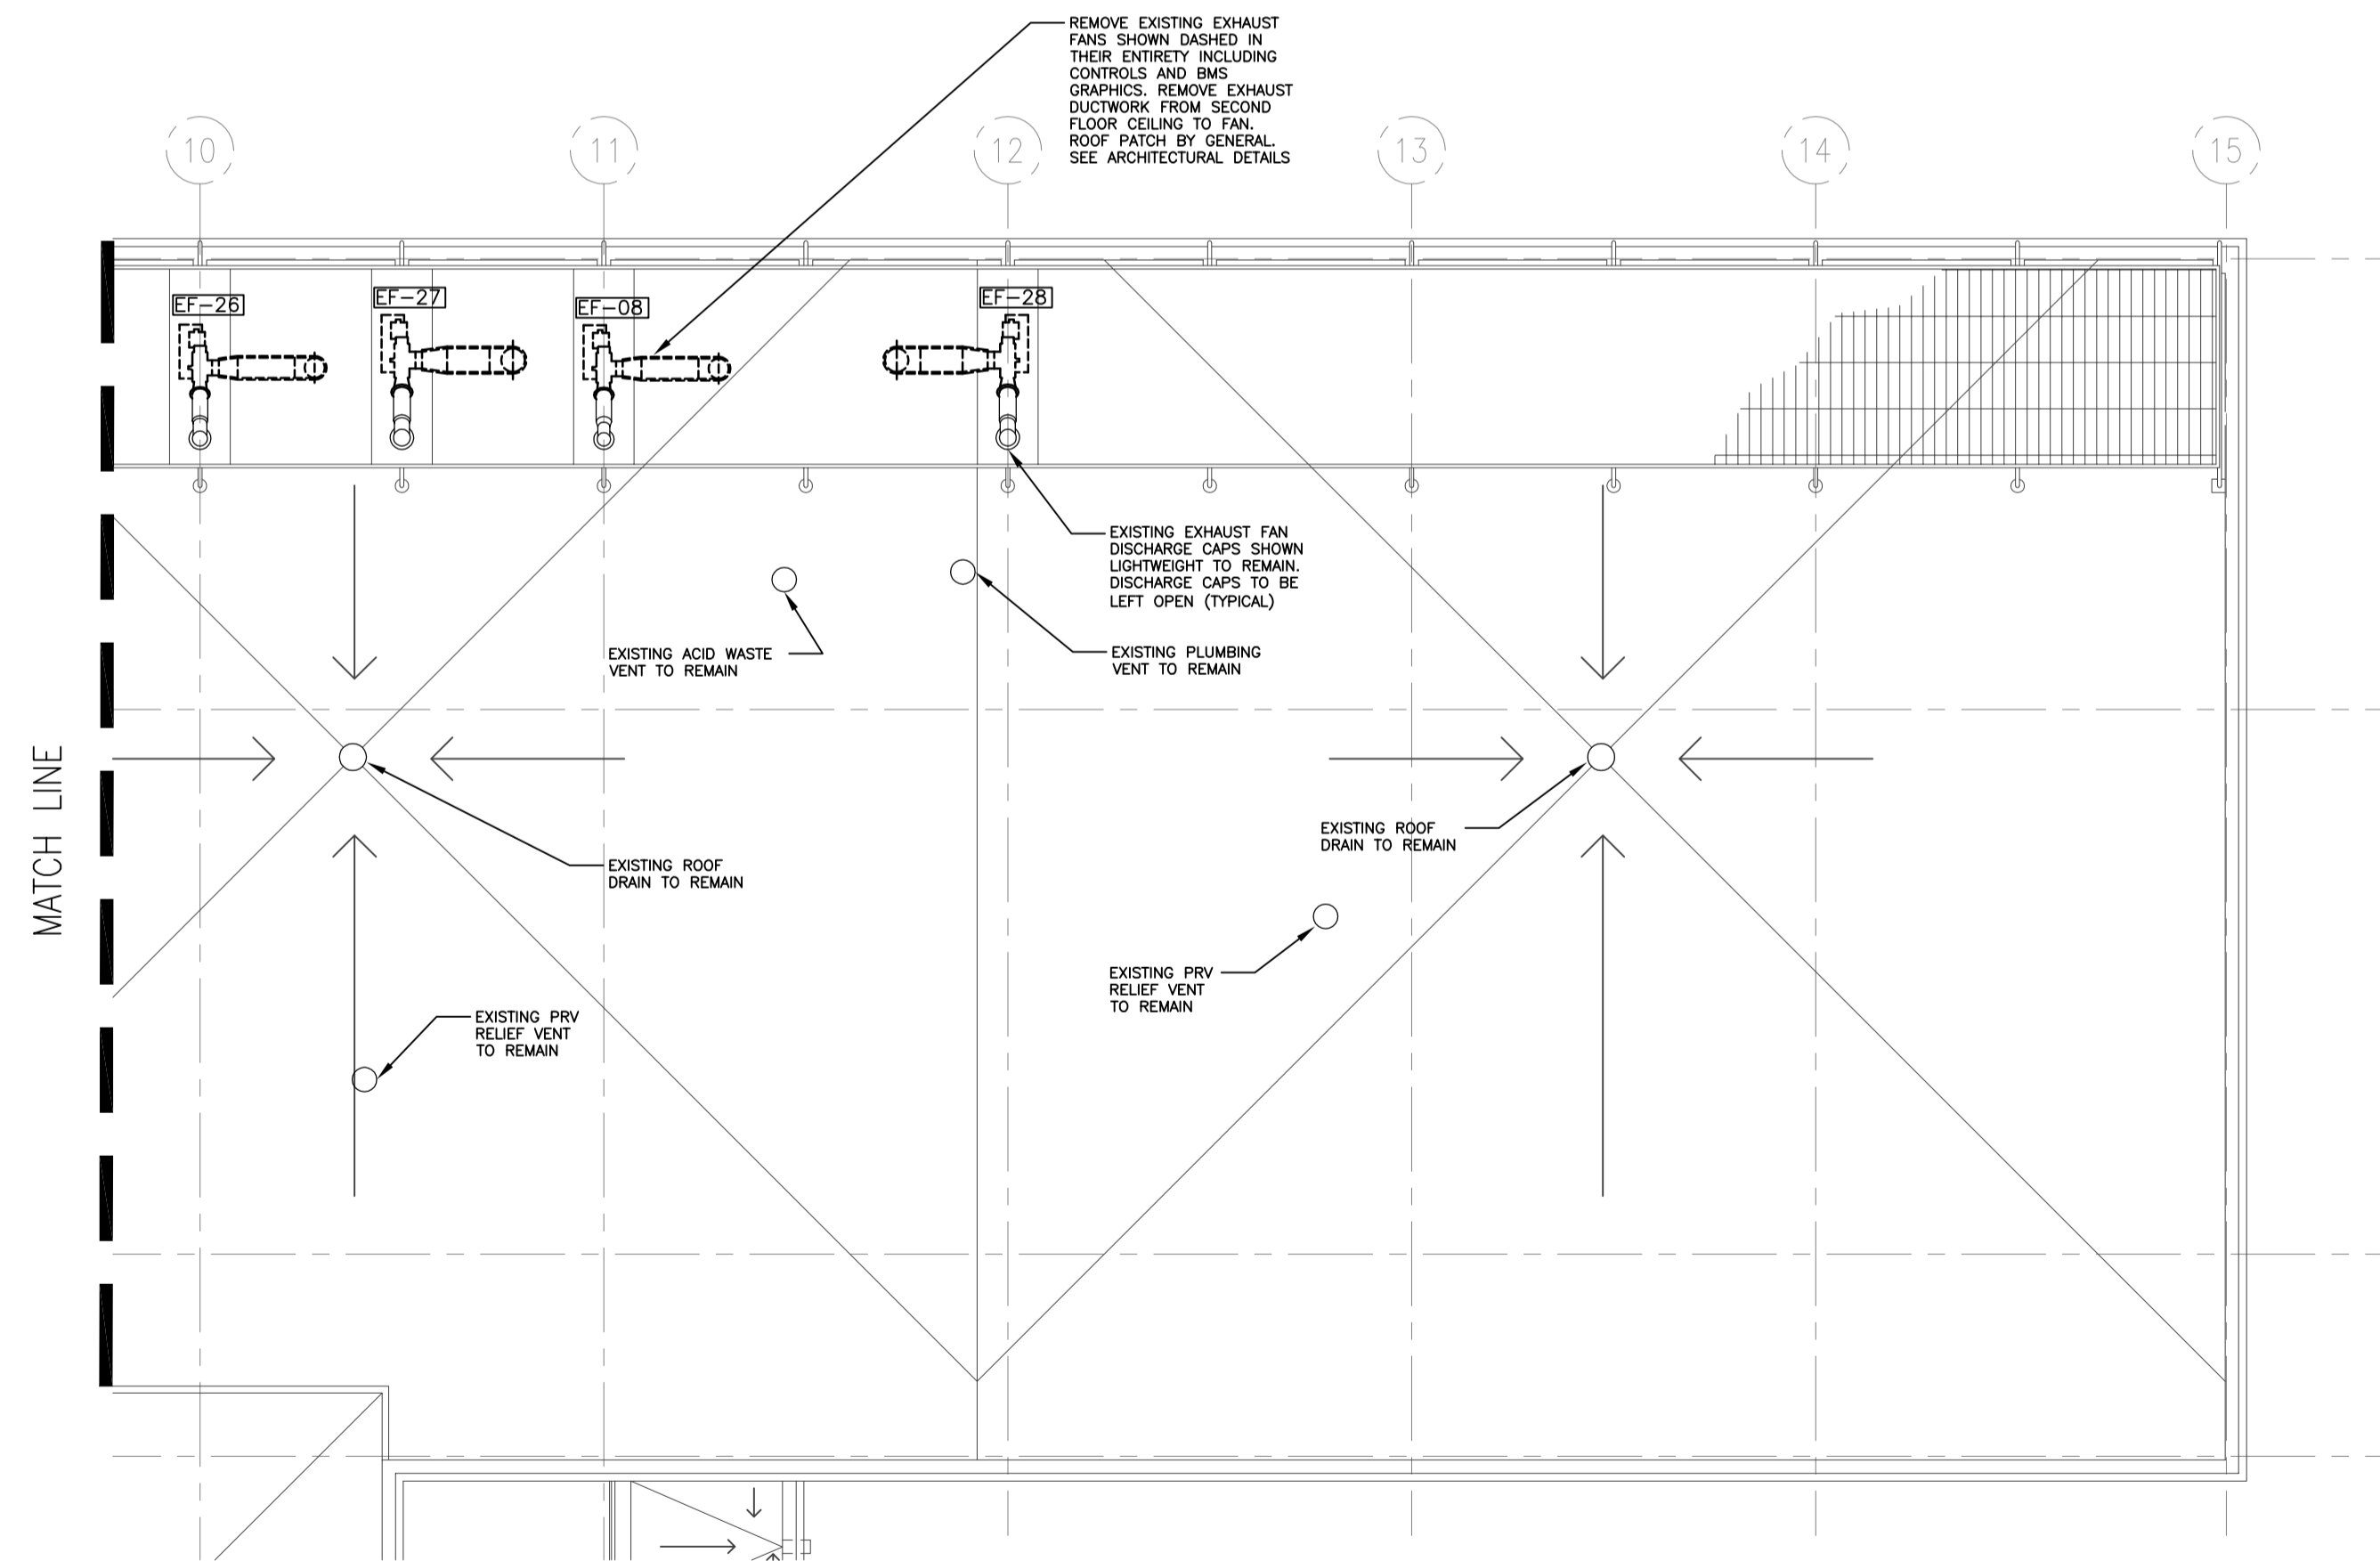 REMOVE EXISTING EXHAUST
FANS SHOWN DASHED IN
THEIR ENTIRETY INCLUDING
CONTROLS AND BMS
GRAPHICS. REMOVE EXHAUST
DUCTWORK FROM SECOND
FLOOR CEILING TO FAN.
ROOF PATCH BY GENERAL.
SEE ARCHITECTURAL DETAILS
10
11
12
13
14
15
EF-26
EF-27
EF-08
EF-28
EXISTING EXHAUST FAN
DISCHARGE CAPS SHOWN
LIGHTWEIGHT TO REMAIN.
DISCHARGE CAPS TO BE
LEFT OPEN (TYPICAL)
EXISTING ACID WASTE
VENT TO REMAIN
EXISTING PLUMBING
VENT TO REMAIN
MATCH LINE
EXISTING ROOF
DRAIN TO REMAIN
EXISTING ROOF
DRAIN TO REMAIN
EXISTING PRV
RELIEF VENT
TO REMAIN
EXISTING PRV
RELIEF VENT
TO REMAIN